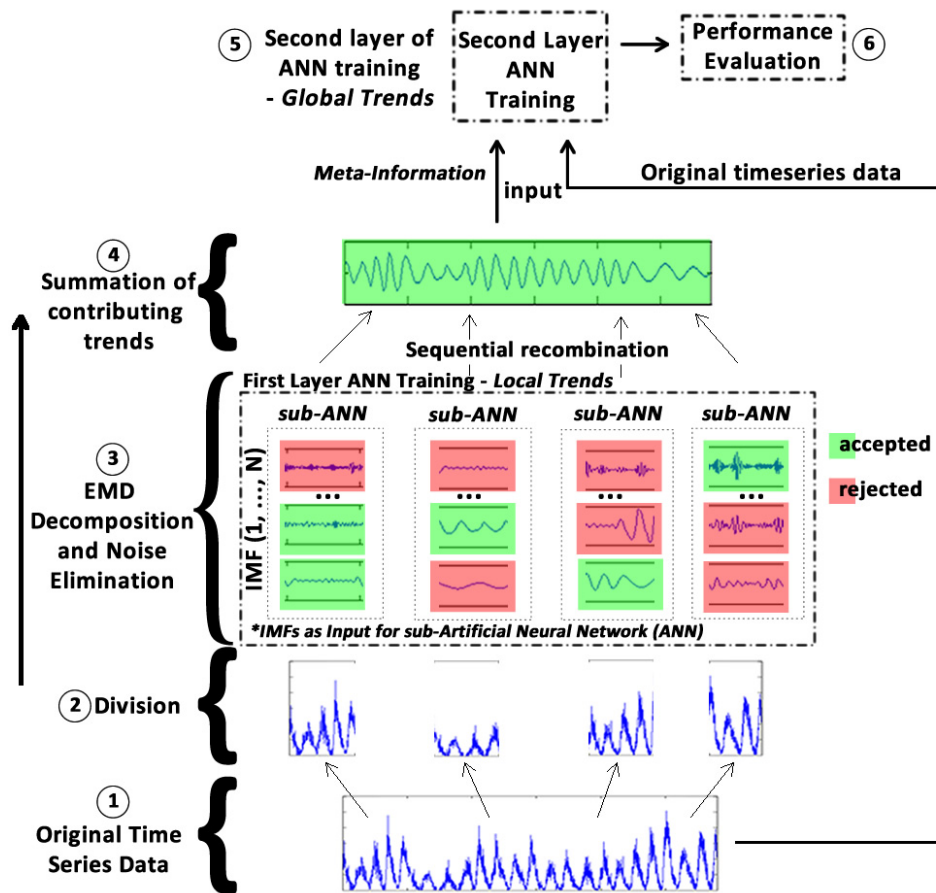 5
Second layer of
ANN training
- Global Trends
Second Layer
ANN
Training
Performance
Evaluation
6
Meta-Information
input
Original timeseries data
4
Summation of
contributing
trends
Sequential recombination
First Layer ANN Training - Local Trends
sub-ANN
sub-ANN
sub-ANN
sub-ANN
accepted
rejected
...
...
...
...
IMF (1, ..., N)
3
EMD
Decomposition
and Noise
Elimination
*IMFs as Input for sub-Artificial Neural Network (ANN)
2 Division
1
Original Time
Series Data